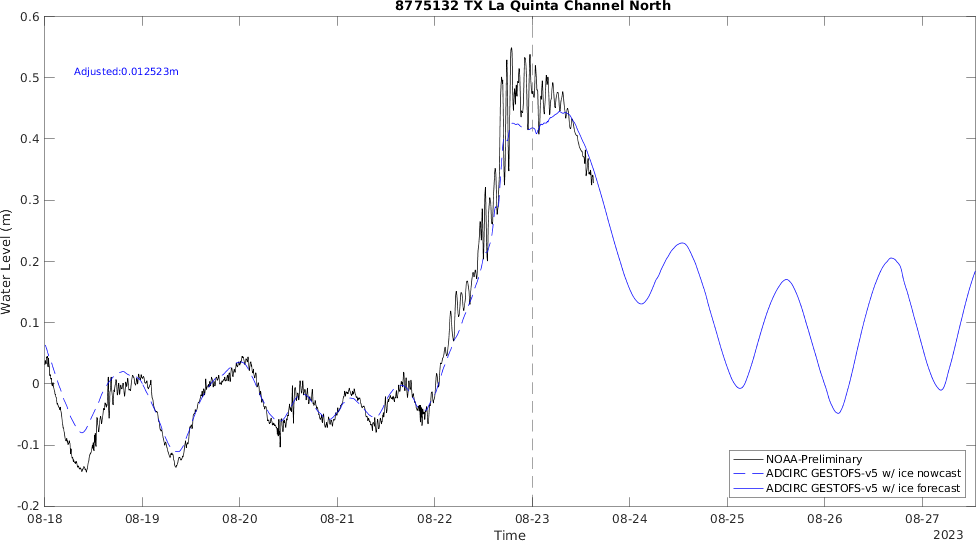 8775132 TX La Quinta Channel North
0.6
0.5
0.4
0.3
0.2
0.1
0
-0.1
-0.2
Water Level (m)
Adjusted:0.012523m
NOAA-Preliminary
ADCIRC GESTOFS-v5 w/ ice nowcast
ADCIRC GESTOFS-v5 w/ ice forecast
08-18 08-19 08-20 08-21 08-22 08-23 08-24 08-25 08-26 08-27
Time
2023